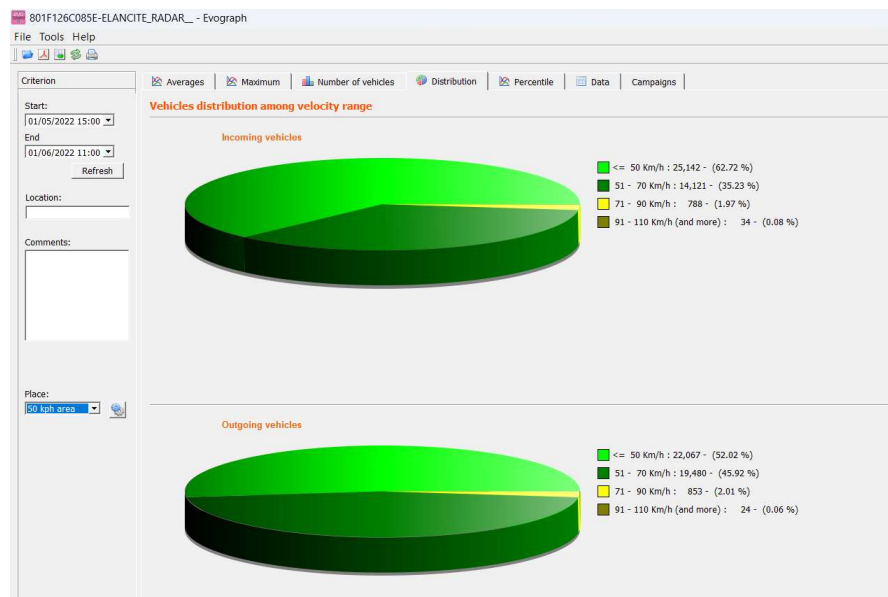 801F126C085E-ELANCITE_RADAR__ - Evograph
File Tools Help
Criterion
Averages Maximum Number of vehicles Distribution Percentile Data Campaigns
Start:
01/05/2022 15:00
End
01/06/2022 11:00
Refresh
Location:
Comments:
Place:
50 kph area
Vehicles distribution among velocity range
Incoming vehicles
<= 50 Km/h : 25,142 - (62.72 %)
51 - 70 Km/h : 14,121 - (35.23 %)
71 - 90 Km/h : 788 - (1.97 %)
91 - 110 Km/h (and more) : 34 - (0.08 %)
Outgoing vehicles
<= 50 Km/h : 22,067 - (52.02 %)
51 - 70 Km/h : 19,480 - (45.92 %)
71 - 90 Km/h : 853 - (2.01 %)
91 - 110 Km/h (and more) : 24 - (0.06 %)